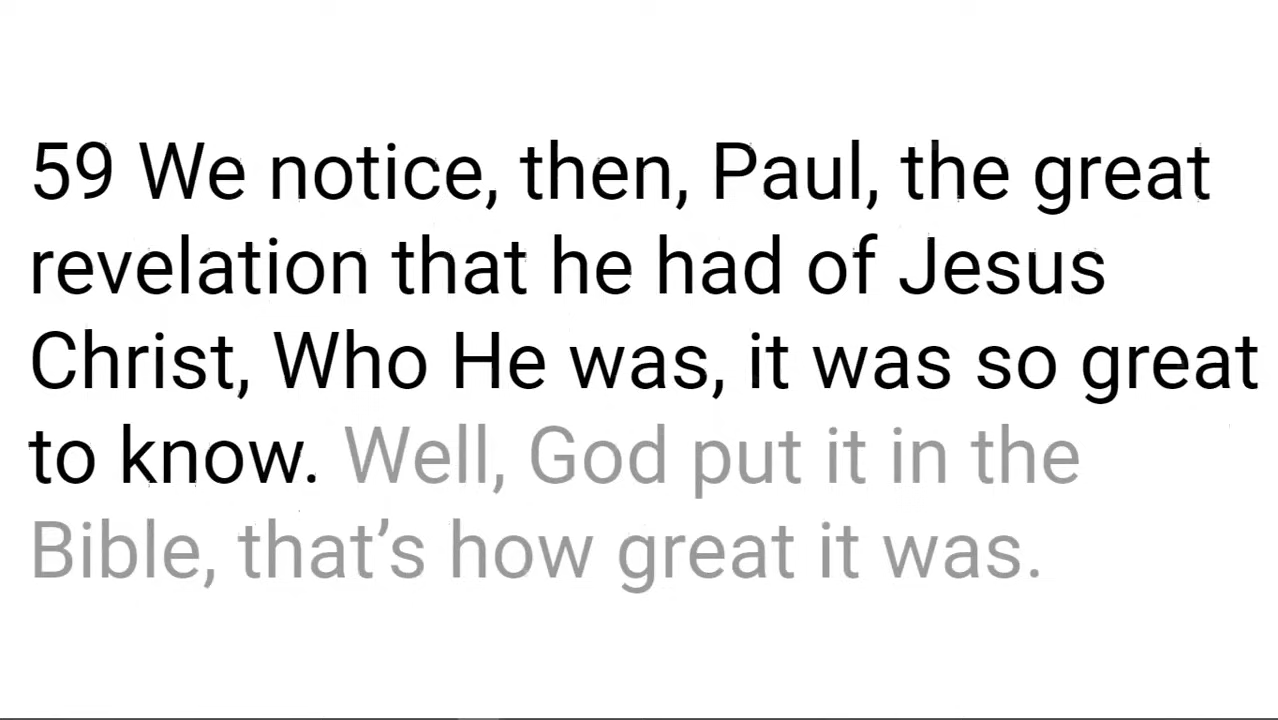 59 We notice, then, Paul, the great
revelation that he had of Jesus
Christ, Who He was, it was so great
to know. Well, God put it in the
Bible, that’s how great it was.